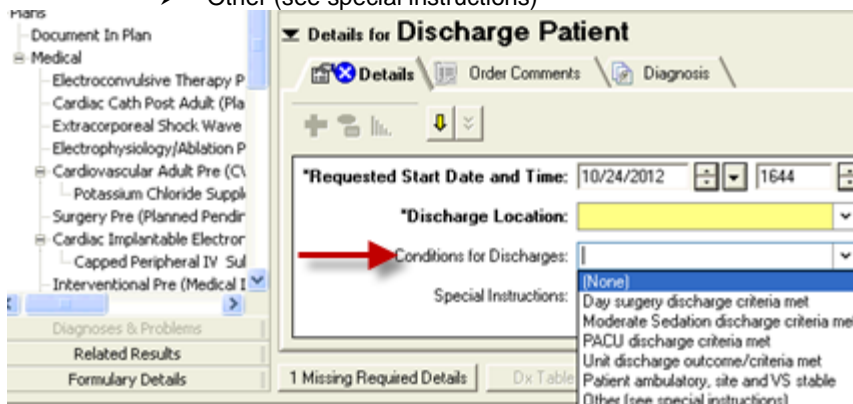 Other (see special instructions)
Plans
Document In Plan
Medical
Electroconvulsive Therapy P
Cardiac Cath Post Adult (Pla
Extracorporeal Shock Wave
Electrophysiology/Ablation P
Cardiovascular Adult Pre (CV
Potassium Chloride Suppl
Surgery Pre (Planned Pendin
Cardiac Implantable Electror
Capped Peripheral IV Sul
Interventional Pre (Medical I
Diagnoses & Problems
Related Results
Formulary Details
Details for Discharge Patient
Details Order Comments Diagnosis
*Requested Start Date and Time: 10/24/2012 1644
*Discharge Location:
Conditions for Discharges:
Special Instructions:
(None)
Day surgery discharge criteria met
Moderate Sedation discharge criteria met
PACU discharge criteria met
Unit discharge outcome/criteria met
Patient ambulatory, site and VS stable
Other (see special instructions)
1 Missing Required Details Dx Table